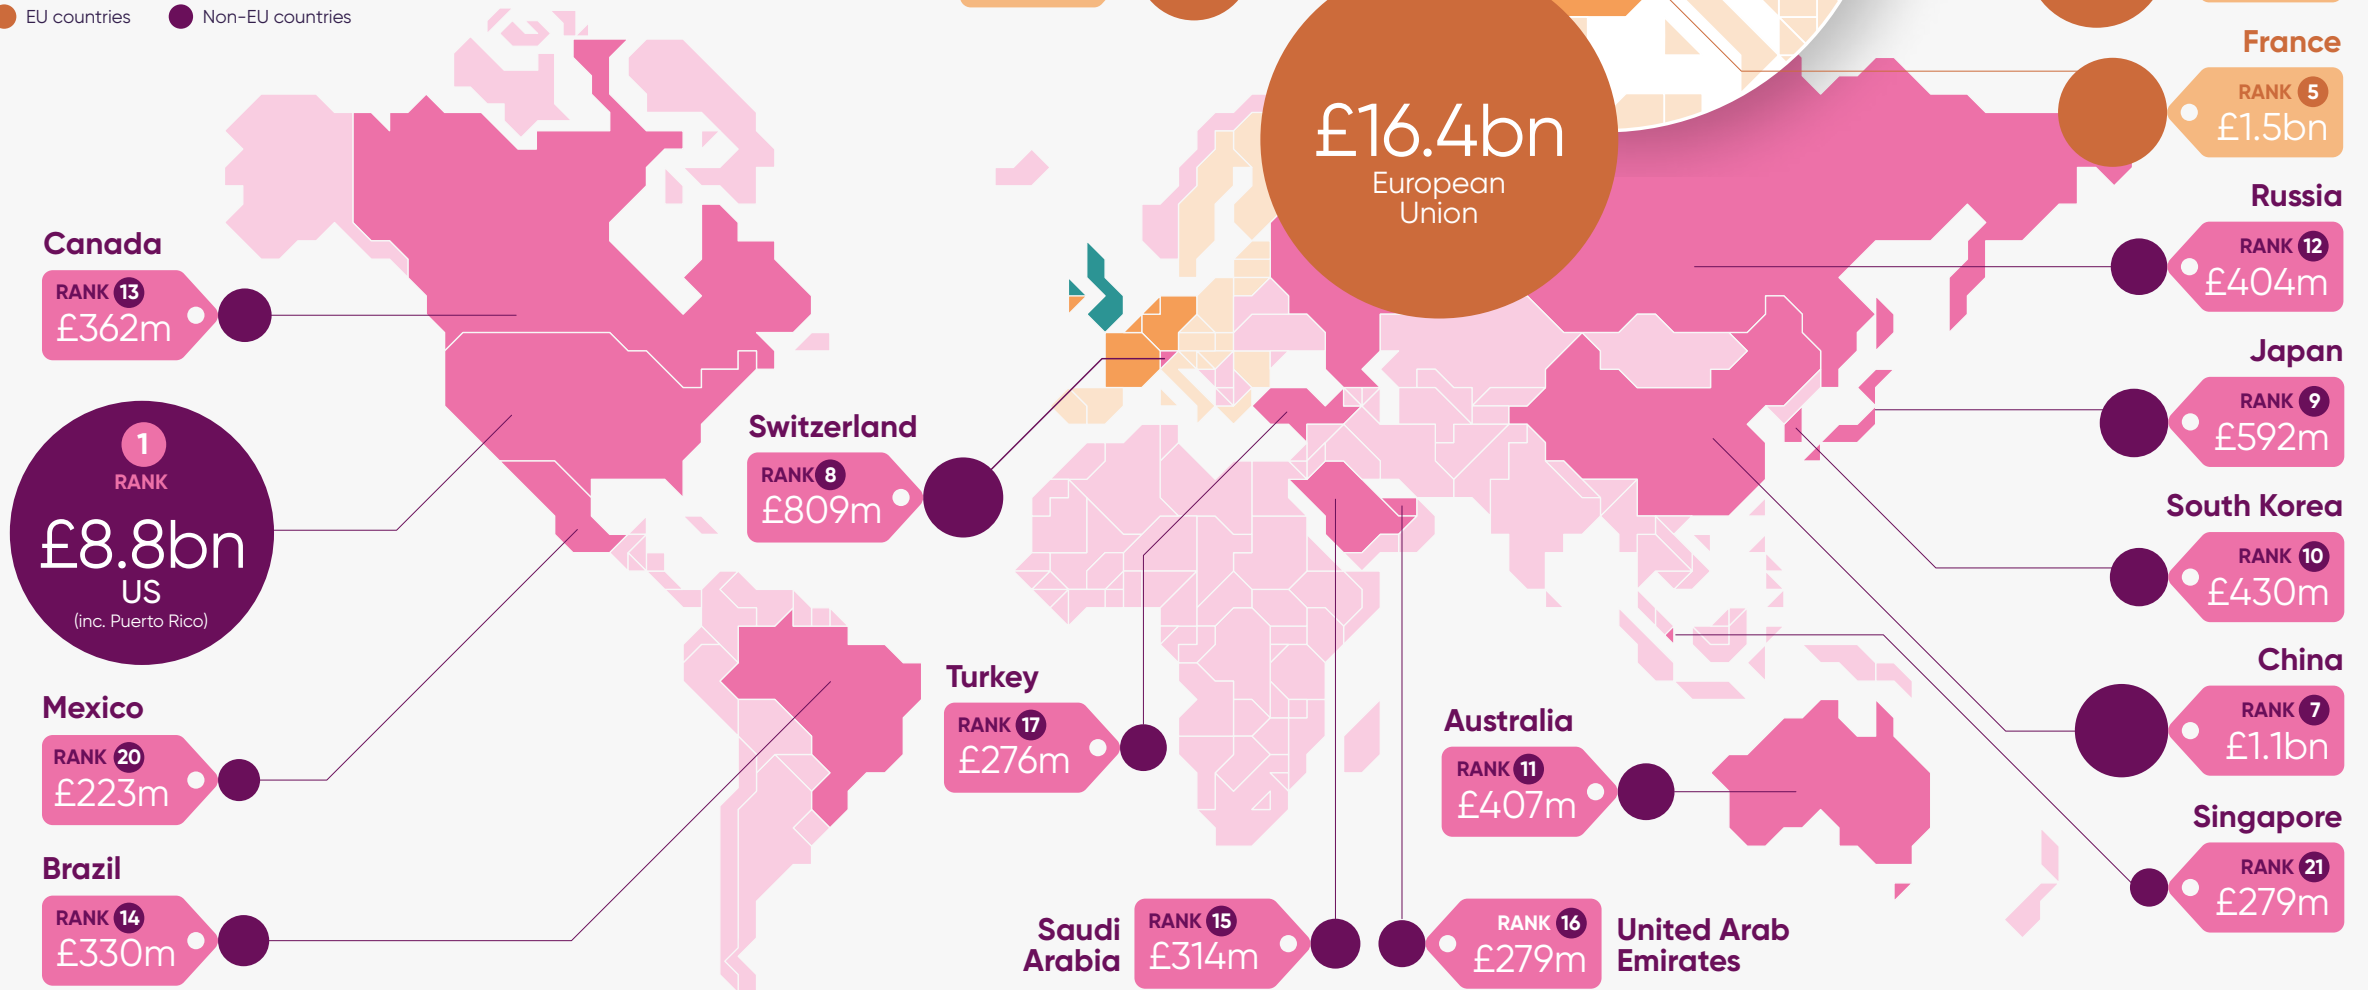 EU countries
Non-EU countries
£16.4bn
European
Union
France
RANK 5
£1.5bn
Canada
RANK 13
£362m
Russia
RANK 12
£404m
1
RANK
£8.8bn
US
(inc. Puerto Rico)
Switzerland
RANK 8
£809m
Japan
RANK 9
£592m
South Korea
RANK 10
£430m
Mexico
RANK 20
£223m
Turkey
RANK 17
£276m
Australia
RANK 11
£407m
China
RANK 7
£1.1bn
Brazil
RANK 14
£330m
Saudi
Arabia
RANK 15
£314m
RANK 16
£279m
United Arab
Emirates
Singapore
RANK 21
£279m